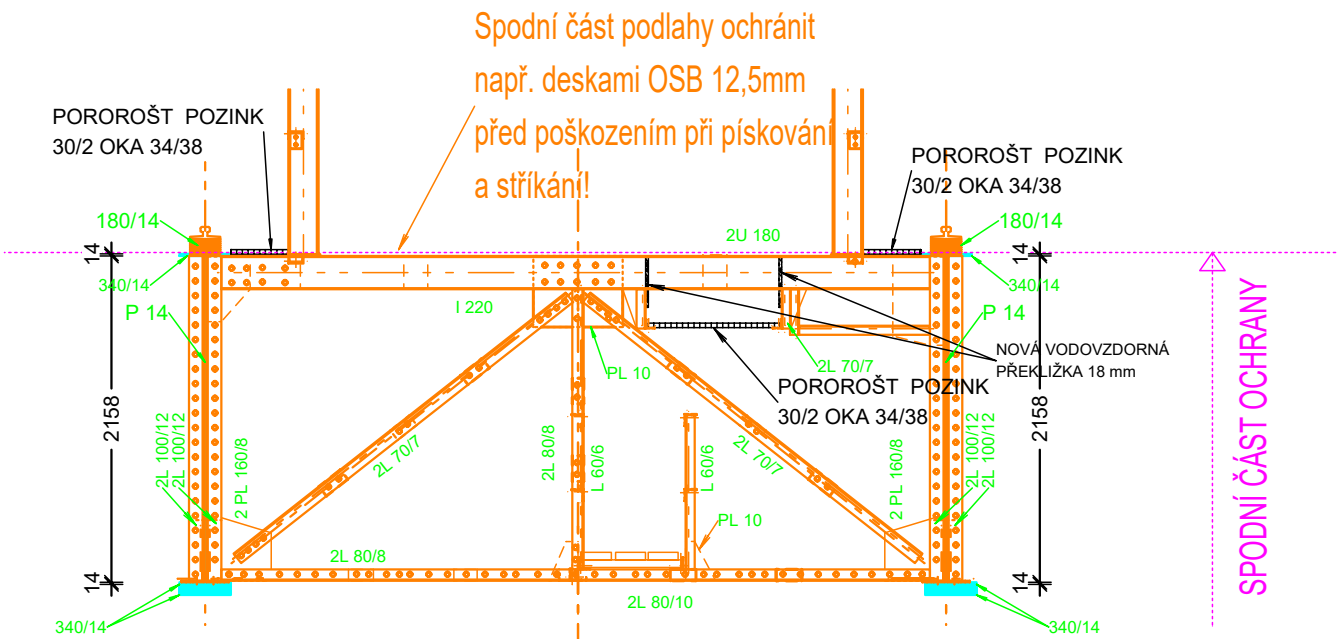 Spodní část podlahy ochránit
např. deskami OSB 12,5mm
před poškozením při pískování
a stříkání!
POROROŠT POZINK
30/2 OKA 34/38
POROROŠT POZINK
30/2 OKA 34/38
180/14
2U 180
180/14
14
14
340/14
340/14
I 220
P 14
P 14
2L 70/7
NOVÁ VODOVZDORNÁ
PŘEKLIŽKA 18 mm
PL 10
POROROŠT POZINK
30/2 OKA 34/38
2158
2158
2L 100/12
2L 100/12
2 PL 160/8
2L 70/7
2L 80/8
L 60/6
L 60/6
2L 70/7
2 PL 160/8
2L 100/12
2L 100/12
SPODNÍ ČÁST OCHRANY
PL 10
2L 80/8
14
14
2L 80/10
340/14
340/14